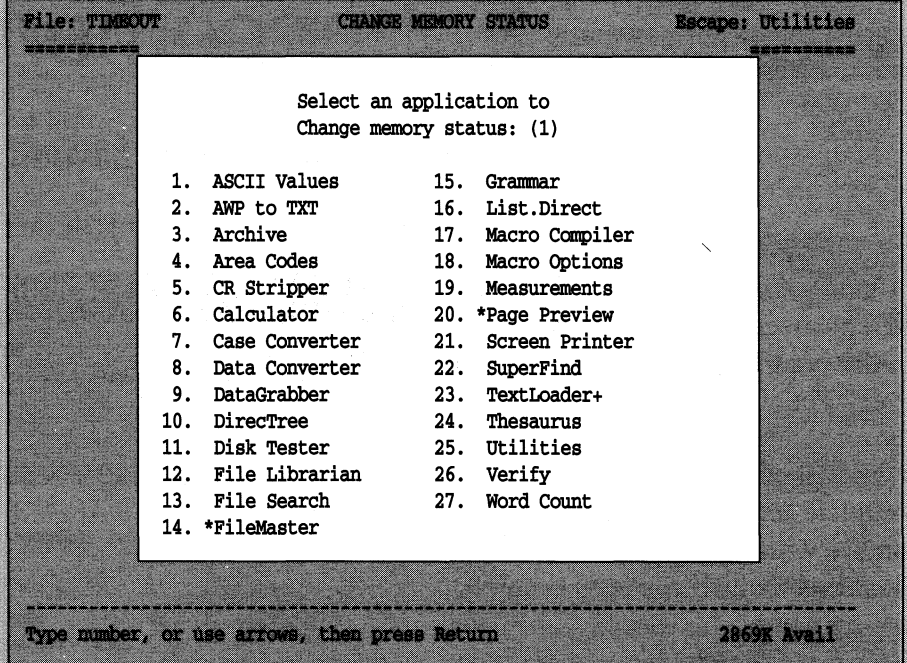 File: TIMEOUT CHANGE MEMORY STATUS Escape: Utilities
=========== ==========
Select an application to
Change memory status: (1)
1. ASCII Values
2. AWP to TXT
3. Archive
4. Area Codes
5. CR Stripper
6. Calculator
7. Case Converter
8. Data Converter
9. DataGrabber
10. DirecTree
11. Disk Tester
12. File Librarian
13. File Search
14. *FileMaster
15. Grammar
16. List.Direct
17. Macro Compiler
18. Macro Options
19. Measurements
20. *Page Preview
21. Screen Printer
22. SuperFind
23. TextLoader+
24. Thesaurus
25. Utilities
26. Verify
27. Word Count
Type number, or use arrows, then press Return 2869K Avail